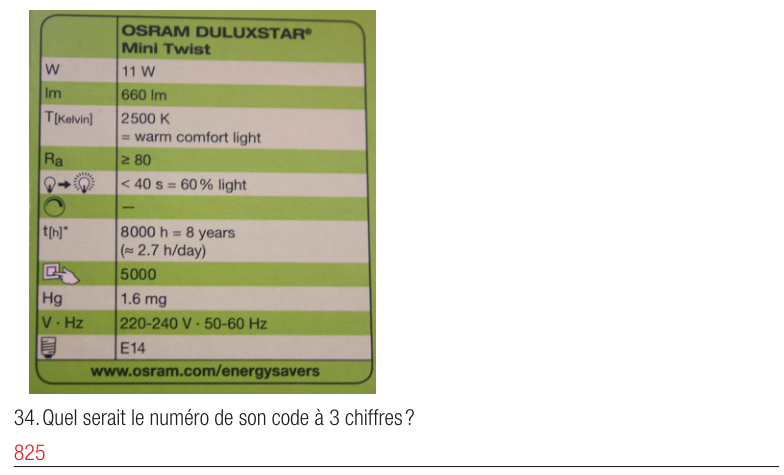 OSRAM DULUXSTAR®
Mini Twist
W 11 W
lm 660 lm
T[Kelvin] 2500 K
= warm comfort light
Ra ≥ 80
< 40 s = 60 % light
–
t[h]* 8000 h = 8 years
(≈ 2.7 h/day)
5000
Hg 1.6 mg
V · Hz 220-240 V · 50-60 Hz
E14
www.osram.com/energysavers
34. Quel serait le numéro de son code à 3 chiffres ?
825